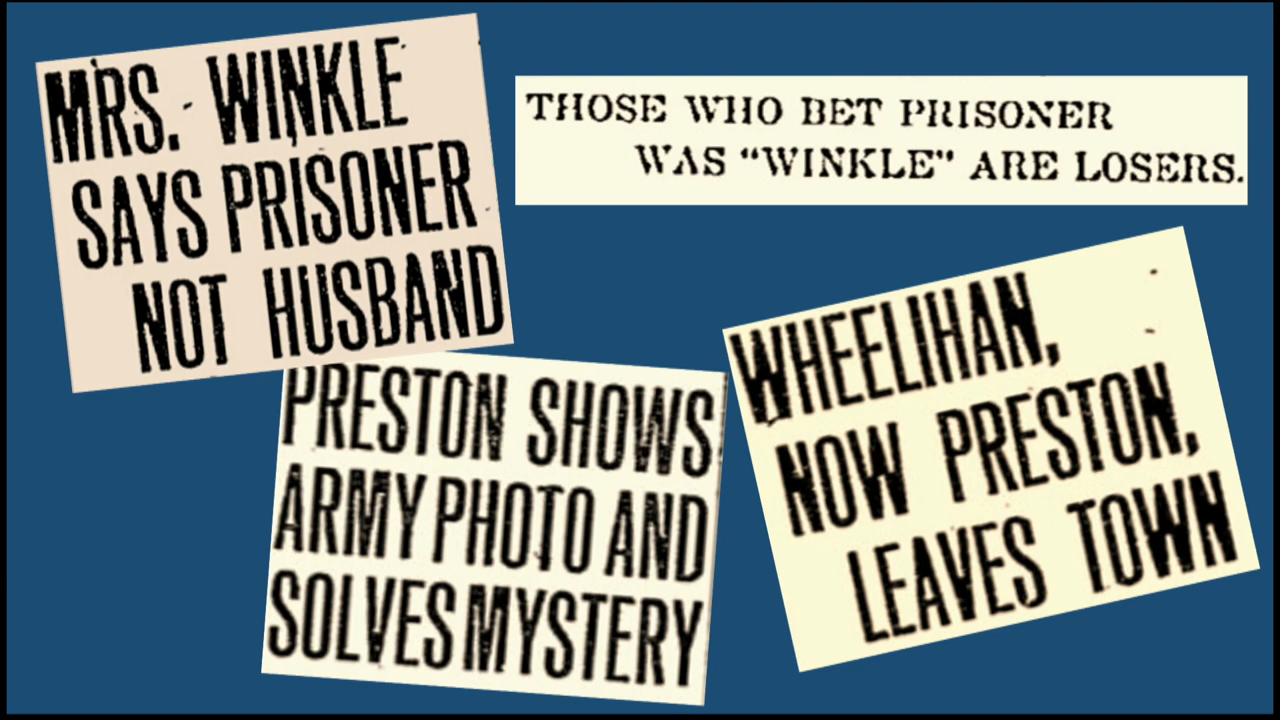 MRS. WINKLE
SAYS PRISONER
NOT HUSBAND
THOSE WHO BET PRISONER
WAS “WINKLE” ARE LOSERS.
PRESTON SHOWS
ARMY PHOTO AND
SOLVES MYSTERY
WHEELIHAN,
NOW PRESTON,
LEAVES TOWN